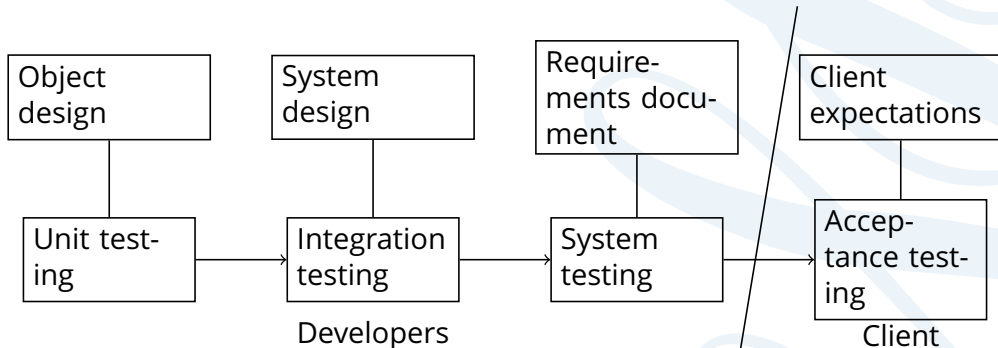 Object
design
System
design
Require-
ments docu-
ment
Client
expectations
Unit test-
ing
Integration
testing
System
testing
Accep-
tance test-
ing
Developers
Client